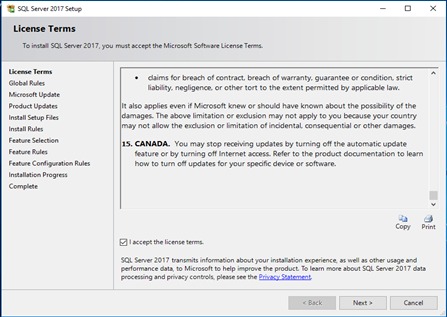 SQL Server 2017 Setup
License Terms
To install SQL Server 2017, you must accept the Microsoft Software License Terms.
License Terms
Global Rules
Microsoft Update
Product Updates
Install Setup Files
Install Rules
Feature Selection
Feature Rules
Feature Configuration Rules
Installation Progress
Complete
• claims for breach of contract, breach of warranty, guarantee or condition, strict
liability, negligence, or other tort to the extent permitted by applicable law.
It also applies even if Microsoft knew or should have known about the possibility of the
damages. The above limitation or exclusion may not apply to you because your country
may not allow the exclusion or limitation of incidental, consequential or other damages.
15. CANADA. You may stop receiving updates by turning off the automatic update
feature or by turning off Internet access. Refer to the product documentation to learn
how to turn off updates for your specific device or software.
Copy Print
I accept the license terms.
SQL Server 2017 transmits information about your installation experience, as well as other usage and
performance data, to Microsoft to help improve the product. To learn more about SQL Server 2017 data
processing and privacy controls, please see the Privacy Statement.
< Back Next > Cancel